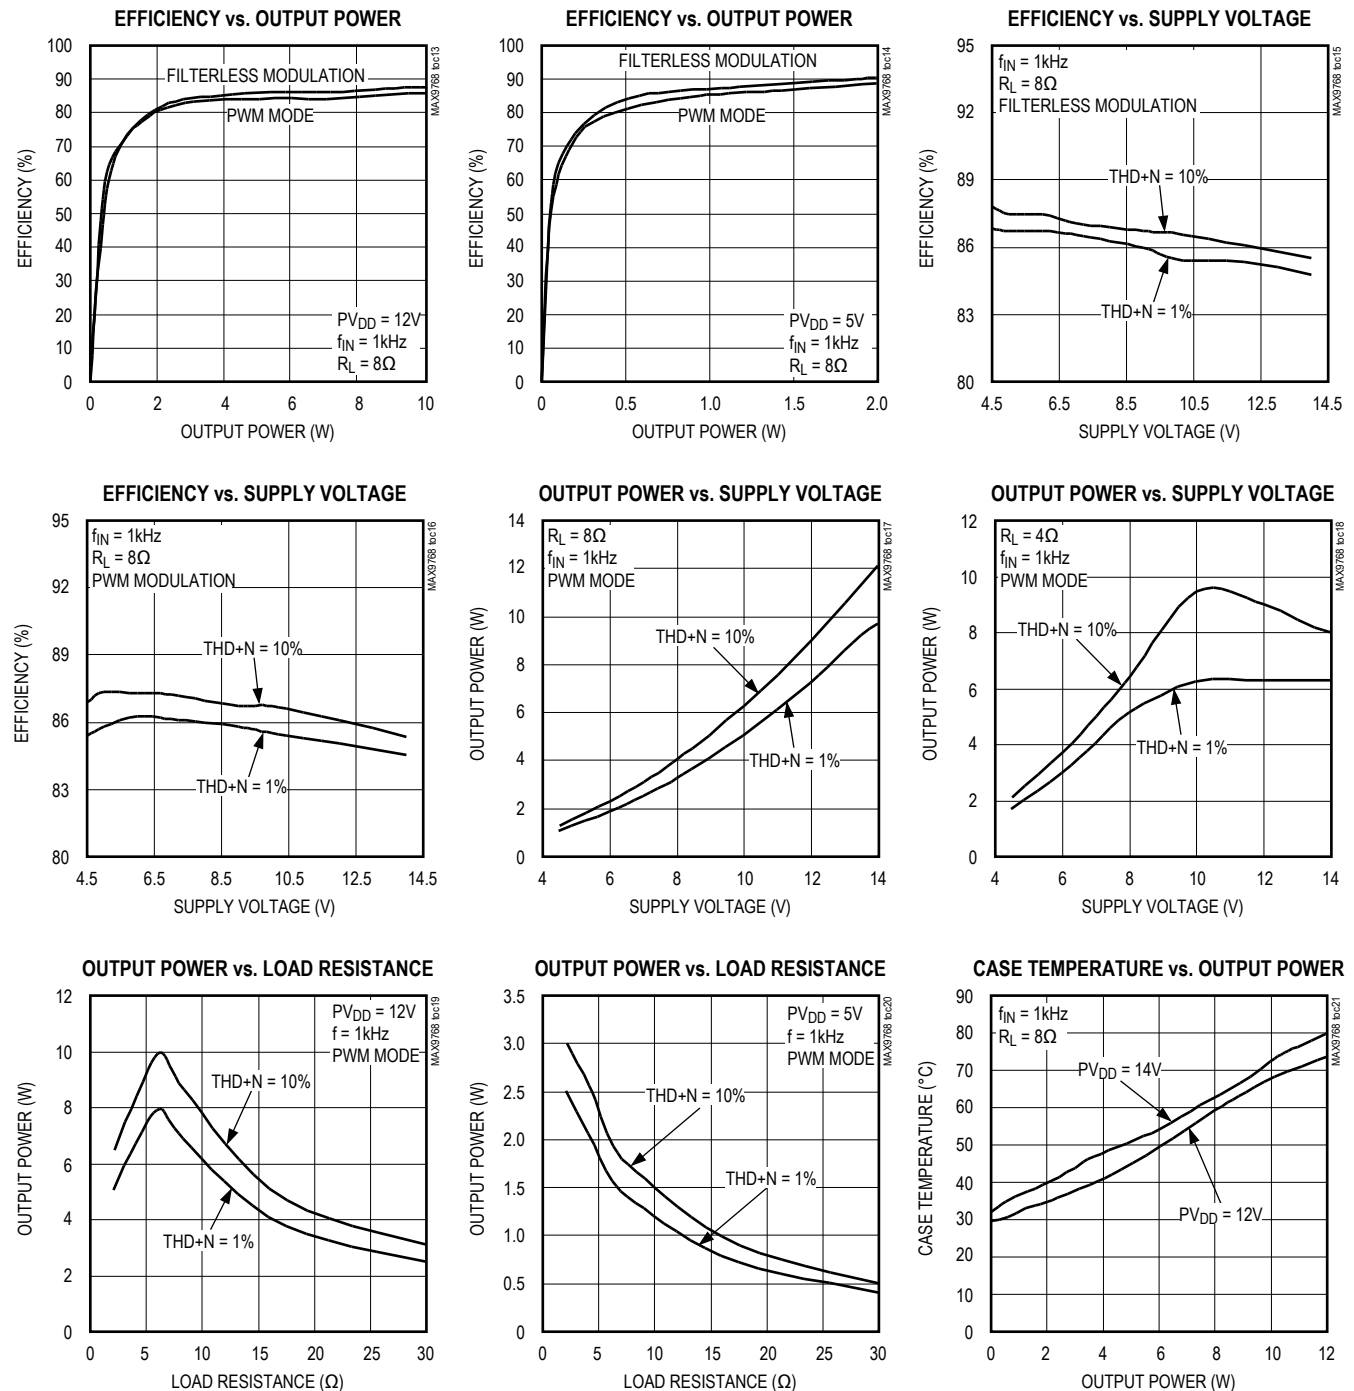 EFFICIENCY vs. OUTPUT POWER
MAX9768 toc13
EFFICIENCY (%)
100
90
80
70
60
50
40
30
20
10
0
FILTERLESS MODULATION
PWM MODE
PVDD = 12V
fIN = 1kHz
RL = 8Ω
0 2 4 6 8 10
OUTPUT POWER (W)
EFFICIENCY vs. OUTPUT POWER
MAX9768 toc14
EFFICIENCY (%)
100
90
80
70
60
50
40
30
20
10
0
FILTERLESS MODULATION
PWM MODE
PVDD = 5V
fIN = 1kHz
RL = 8Ω
0 0.5 1.0 1.5 2.0
OUTPUT POWER (W)
EFFICIENCY vs. SUPPLY VOLTAGE
MAX9768 toc15
EFFICIENCY (%)
95
92
89
86
83
80
fIN = 1kHz
RL = 8Ω
FILTERLESS MODULATION
THD+N = 10%
THD+N = 1%
4.5 6.5 8.5 10.5 12.5 14.5
SUPPLY VOLTAGE (V)
EFFICIENCY vs. SUPPLY VOLTAGE
MAX9768 toc16
EFFICIENCY (%)
95
92
89
86
83
80
fIN = 1kHz
RL = 8Ω
PWM MODULATION
THD+N = 10%
THD+N = 1%
4.5 6.5 8.5 10.5 12.5 14.5
SUPPLY VOLTAGE (V)
OUTPUT POWER vs. SUPPLY VOLTAGE
MAX9768 toc17
OUTPUT POWER (W)
14
12
10
8
6
4
2
0
RL = 8Ω
fIN = 1kHz
PWM MODE
THD+N = 10%
THD+N = 1%
4 6 8 10 12 14
SUPPLY VOLTAGE (V)
OUTPUT POWER vs. SUPPLY VOLTAGE
MAX9768 toc18
OUTPUT POWER (W)
12
10
8
6
4
2
0
RL = 4Ω
fIN = 1kHz
PWM MODE
THD+N = 10%
THD+N = 1%
4 6 8 10 12 14
SUPPLY VOLTAGE (V)
OUTPUT POWER vs. LOAD RESISTANCE
MAX9768 toc19
OUTPUT POWER (W)
12
10
8
6
4
2
0
PVDD = 12V
f = 1kHz
PWM MODE
THD+N = 10%
THD+N = 1%
0 5 10 15 20 25 30
LOAD RESISTANCE (Ω)
OUTPUT POWER vs. LOAD RESISTANCE
MAX9768 toc20
OUTPUT POWER (W)
3.5
3.0
2.5
2.0
1.5
1.0
0.5
0
PVDD = 5V
f = 1kHz
PWM MODE
THD+N = 10%
THD+N = 1%
0 5 10 15 20 25 30
LOAD RESISTANCE (Ω)
CASE TEMPERATURE vs. OUTPUT POWER
MAX9768 toc21
CASE TEMPERATURE (°C)
90
80
70
60
50
40
30
20
10
0
fIN = 1kHz
RL = 8Ω
PVDD = 14V
PVDD = 12V
0 2 4 6 8 10 12
OUTPUT POWER (W)